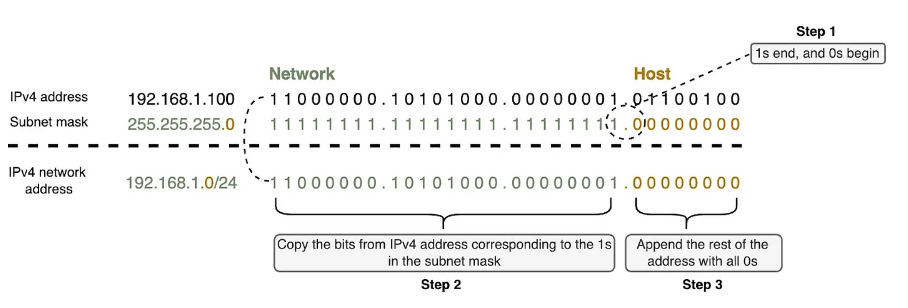 Step 1
1s end, and 0s begin
Network
Host
IPv4 address 192.168.1.100 11000000.10101000.00000001.01100100
Subnet mask 255.255.255.0 11111111.11111111.11111111.00000000
IPv4 network
address
192.168.1.0/24 11000000.10101000.00000001.00000000
Copy the bits from IPv4 address corresponding to the 1s
in the subnet mask
Step 2
Append the rest of the
address with all 0s
Step 3